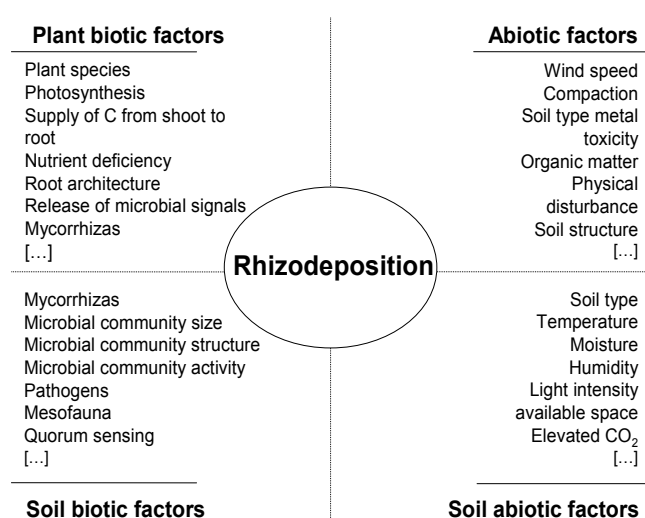 Plant biotic factors
Plant species
Photosynthesis
Supply of C from shoot to
root
Nutrient deficiency
Root architecture
Release of microbial signals
Mycorrhizas
[…]
Abiotic factors
Wind speed
Compaction
Soil type metal
toxicity
Organic matter
Physical
disturbance
Soil structure
[…]
Rhizodeposition
Mycorrhizas
Microbial community size
Microbial community structure
Microbial community activity
Pathogens
Mesofauna
Quorum sensing
[…]
Soil biotic factors
Soil type
Temperature
Moisture
Humidity
Light intensity
available space
Elevated CO2
[…]
Soil abiotic factors